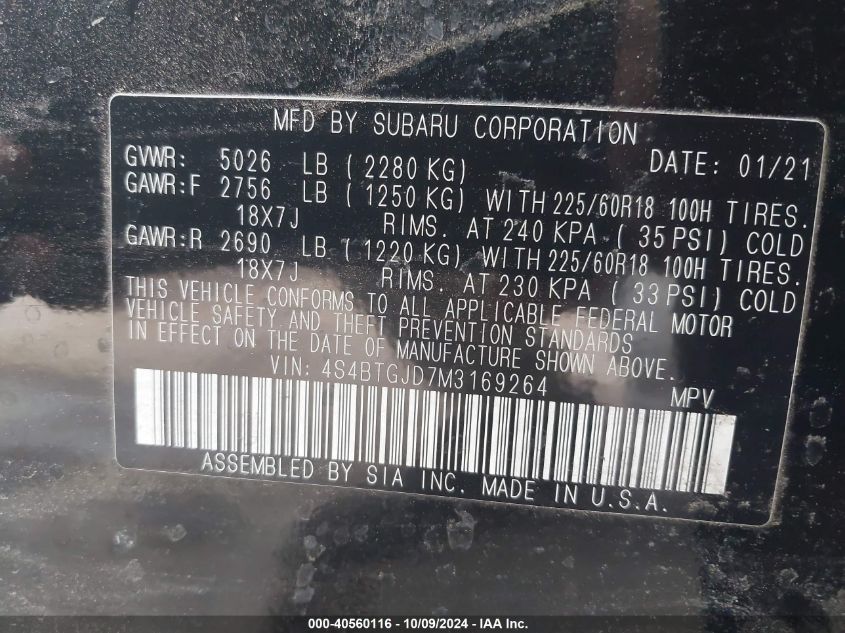 MFD BY SUBARU CORPORATION
GVWR: 5026 LB ( 2280 KG) DATE: 01/21
GAWR:F 2756 LB ( 1250 KG) WITH 225/60R18 100H TIRES.
18X7J RIMS. AT 240 KPA ( 35 PSI) COLD
GAWR:R 2690 LB ( 1220 KG) WITH 225/60R18 100H TIRES.
18X7J RIMS. AT 230 KPA ( 33 PSI) COLD
THIS VEHICLE CONFORMS TO ALL APPLICABLE FEDERAL MOTOR
VEHICLE SAFETY AND THEFT PREVENTION STANDARDS
IN EFFECT ON THE DATE OF MANUFACTURE SHOWN ABOVE.
VIN: 4S4BTGJD7M3169264 MPV
ASSEMBLED BY SIA INC. MADE IN U.S.A.
000-40560116 - 10/09/2024 - IAA Inc.